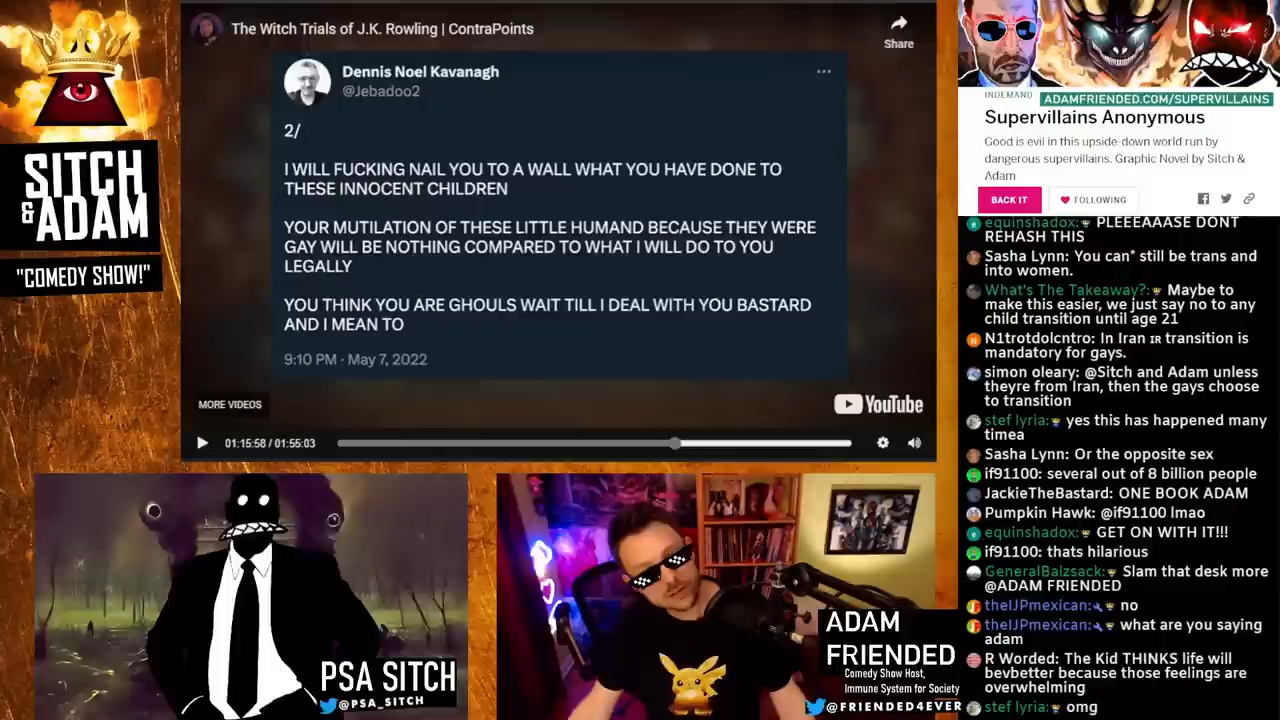 The Witch Trials of J.K. Rowling | ContraPoints
Share
Dennis Noel Kavanagh
@Jebadoo2
2/
I WILL FUCKING NAIL YOU TO A WALL WHAT YOU HAVE DONE TO
THESE INNOCENT CHILDREN
YOUR MUTILATION OF THESE LITTLE HUMAND BECAUSE THEY WERE
GAY WILL BE NOTHING COMPARED TO WHAT I WILL DO TO YOU
LEGALLY
YOU THINK YOU ARE GHOULS WAIT TILL I DEAL WITH YOU BASTARD
AND I MEAN TO
9:10 PM · May 7, 2022
MORE VIDEOS
YouTube
01:15:58 / 01:55:03
SITCH
& ADAM
"COMEDY SHOW!"
PSA SITCH
@PSA_SITCH
ADAM
FRIENDED
Comedy Show Host,
Immune System for Society
@FRIENDED4EVER
INDEMAND
ADAMFRIENDED.COM/SUPERVILLAINS
Supervillains Anonymous
Good is evil in this upside-down world run by
dangerous supervillains. Graphic Novel by Sitch &
Adam
BACK IT
FOLLOWING
equinshadox: PLEEEAAASE DONT
REHASH THIS
Sasha Lynn: You can* still be trans and
into women.
What's The Takeaway?: Maybe to
make this easier, we just say no to any
child transition until age 21
N1trotdolcntro: In Iran IR transition is
mandatory for gays.
simon oleary: @Sitch and Adam unless
theyre from Iran, then the gays choose
to transition
stef lyria: yes this has happened many
timea
Sasha Lynn: Or the opposite sex
if91100: several out of 8 billion people
JackieTheBastard: ONE BOOK ADAM
Pumpkin Hawk: @if91100 lmao
equinshadox: GET ON WITH IT!!!
if91100: thats hilarious
GeneralBalzsack: Slam that desk more
@ADAM FRIENDED
theIJPmexican: no
theIJPmexican: what are you saying
adam
R Worded: The Kid THINKS life will
bevbetter because those feelings are
overwhelming
stef lyria: omg